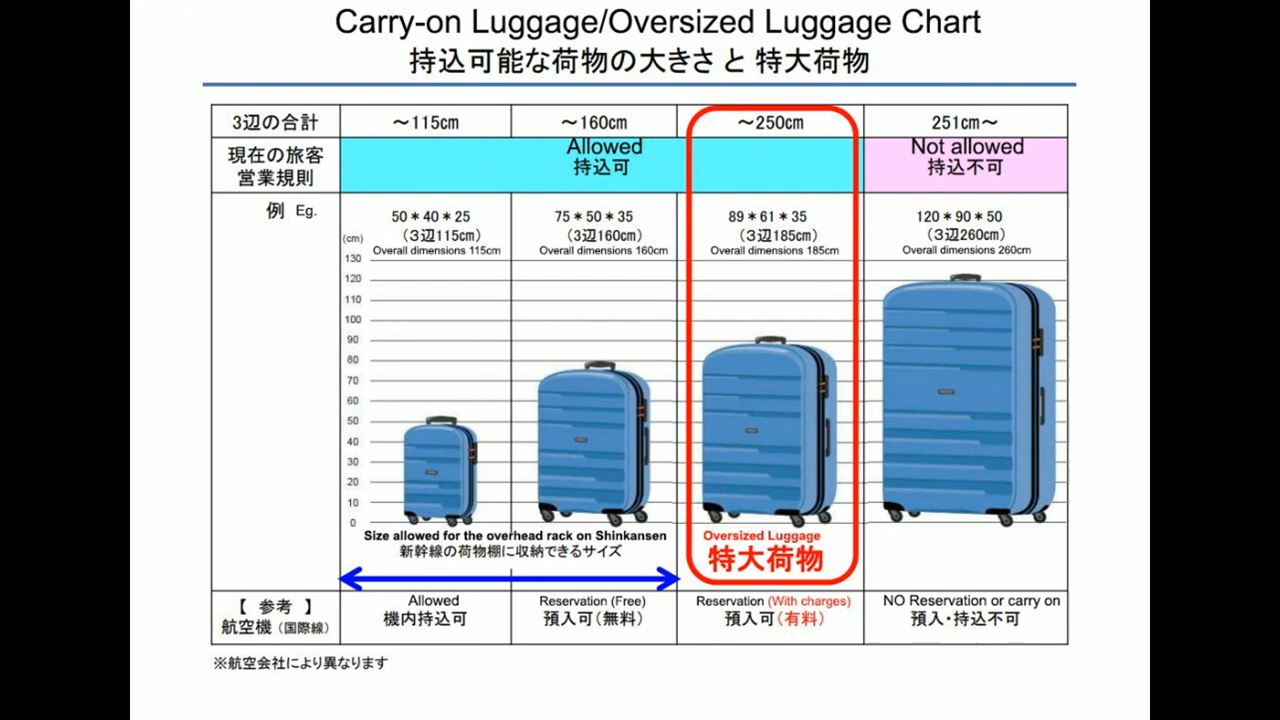 Carry-on Luggage/Oversized Luggage Chart
持込可能な荷物の大きさ と 特大荷物
3辺の合計
～115cm
～160cm
～250cm
251cm～
現在の旅客
営業規則
Allowed
持込可
Not allowed
持込不可
例 Eg.
50＊40＊25
（3辺115cm）
Overall dimensions 115cm
75＊50＊35
（3辺160cm）
Overall dimensions 160cm
89＊61＊35
（3辺185cm）
Overall dimensions 185cm
120＊90＊50
（3辺260cm）
Overall dimensions 260cm
(cm)
130
120
110
100
90
80
70
60
50
40
30
20
10
0
Size allowed for the overhead rack on Shinkansen
新幹線の荷物棚に収納できるサイズ
Oversized Luggage
特大荷物
【 参考 】
航空機（国際線）
Allowed
機内持込可
Reservation (Free)
預入可（無料）
Reservation (With charges)
預入可（有料）
NO Reservation or carry on
預入・持込不可
※航空会社により異なります